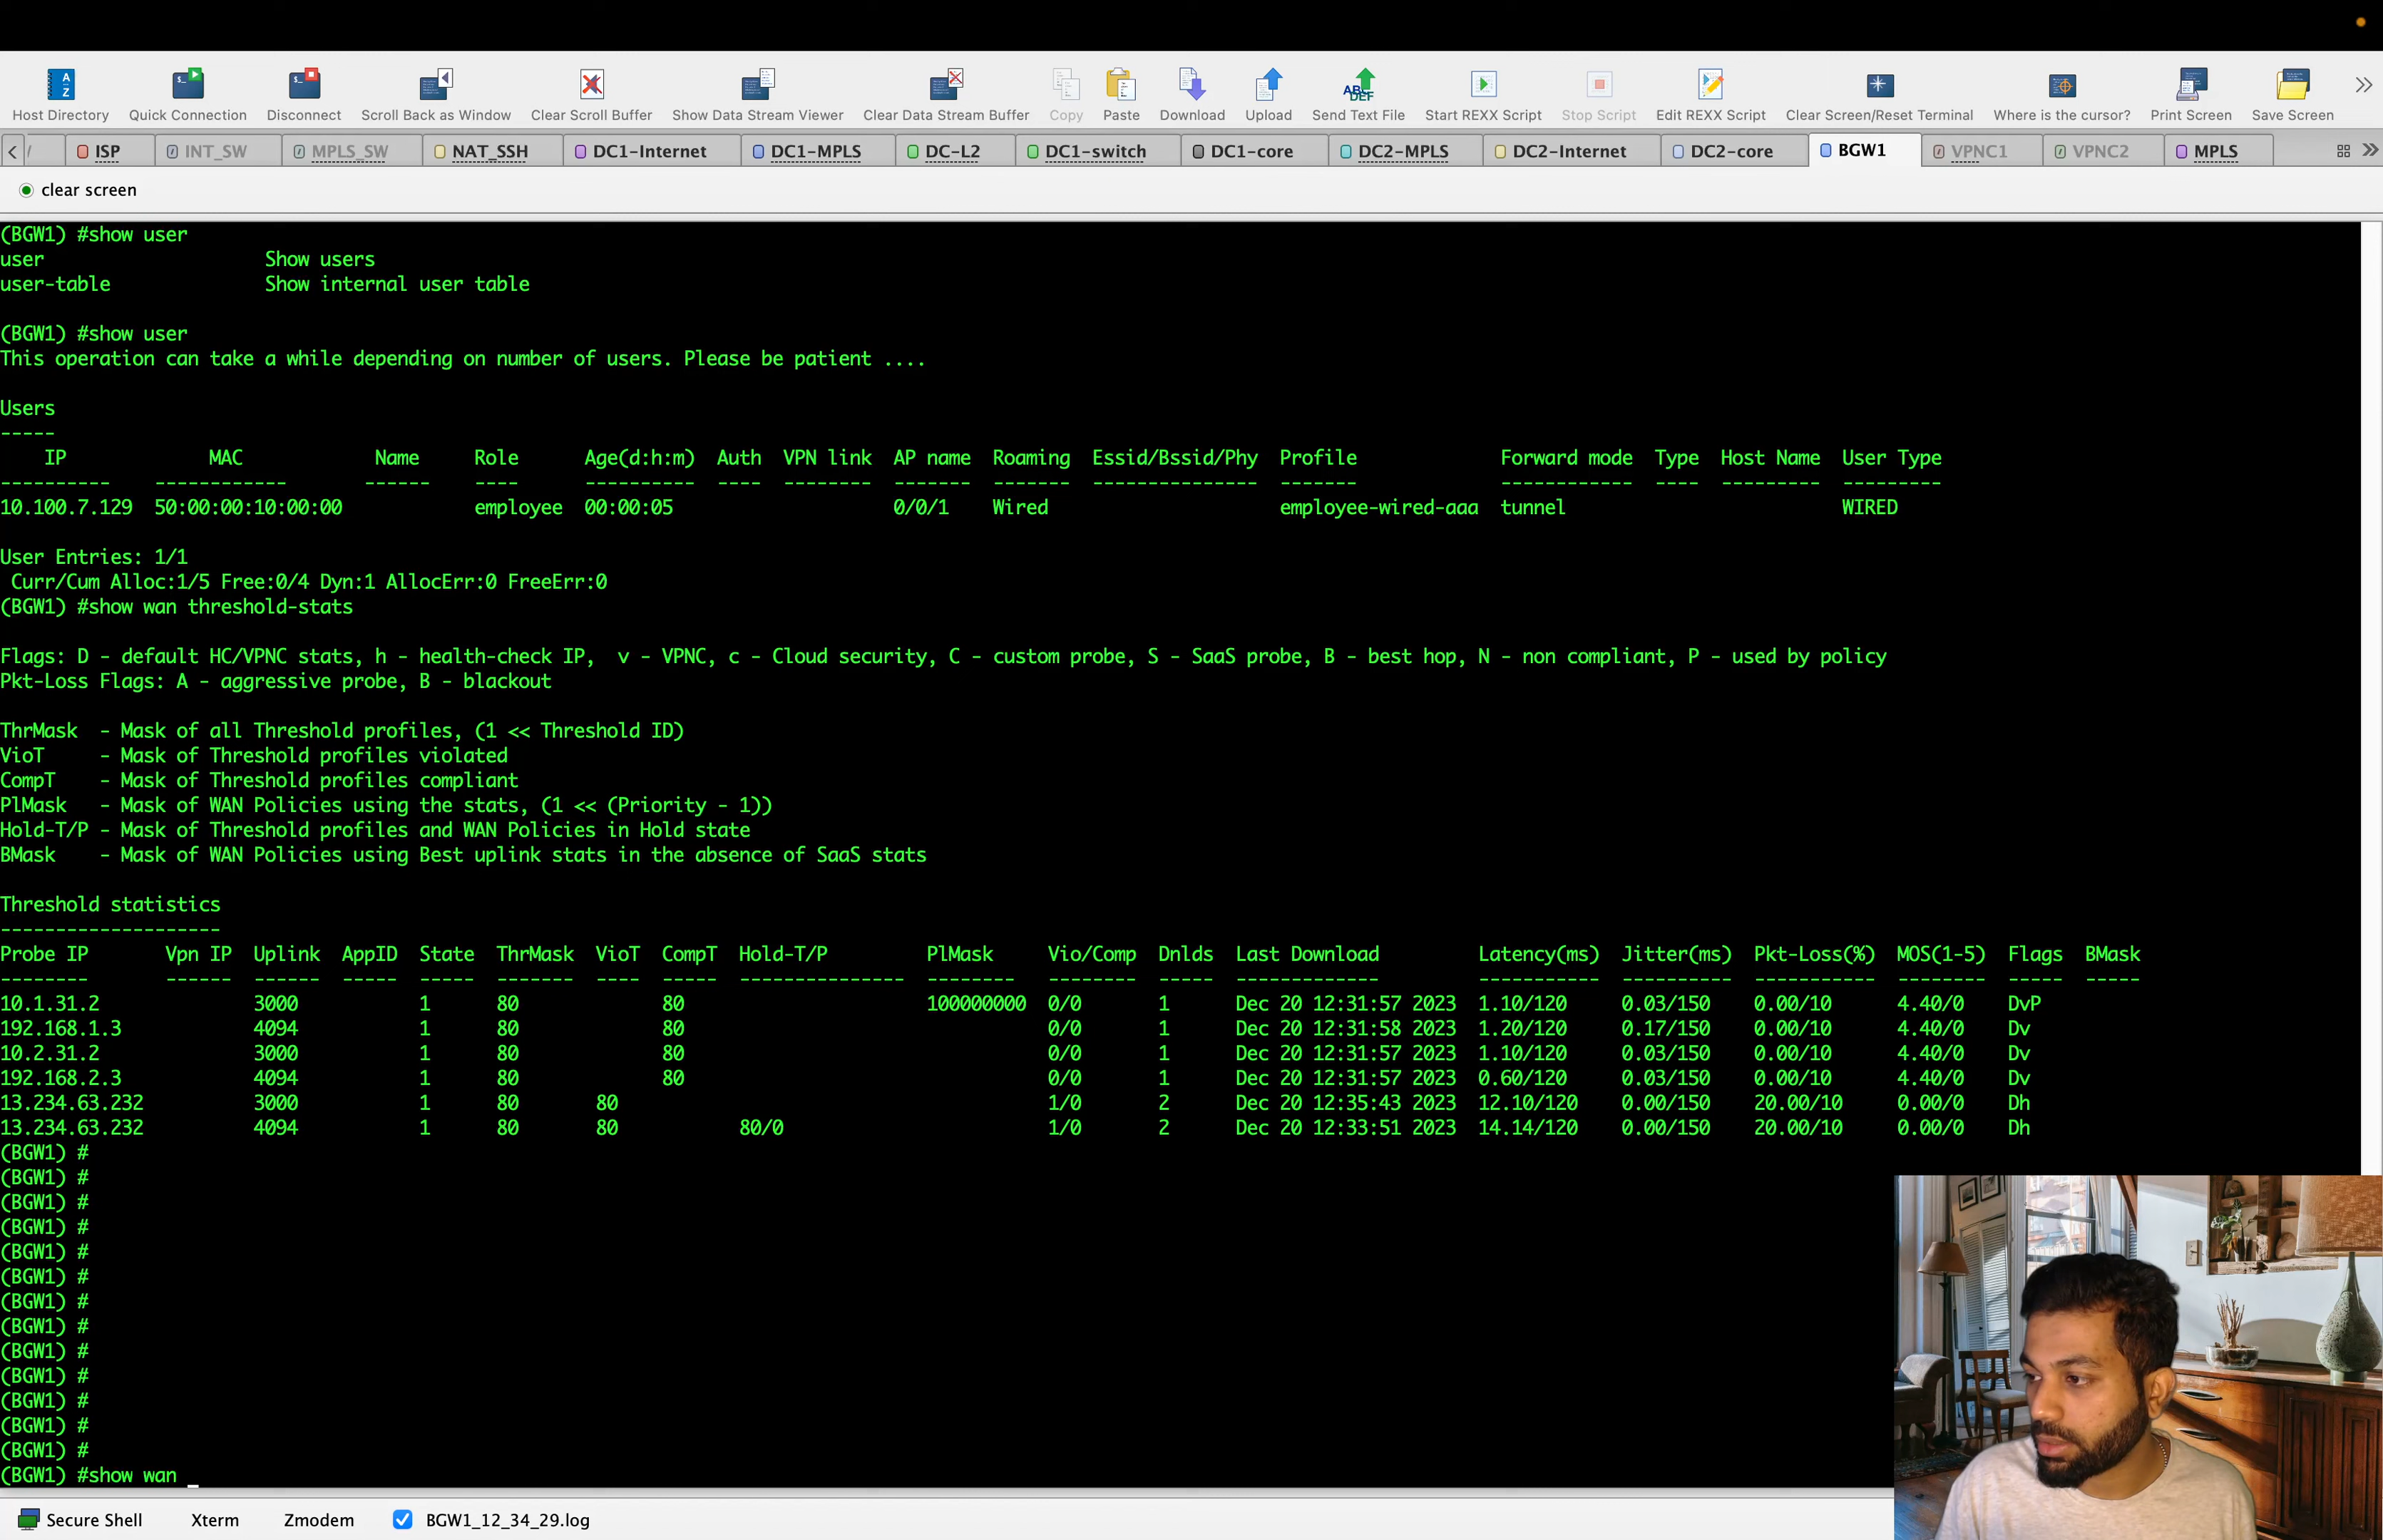 Host Directory Quick Connection Disconnect Scroll Back as Window Clear Scroll Buffer Show Data Stream Viewer Clear Data Stream Buffer Copy Paste Download Upload Send Text File Start REXX Script Stop Script Edit REXX Script Clear Screen/Reset Terminal Where is the cursor? Print Screen Save Screen
ISP INT_SW MPLS_SW NAT_SSH DC1-Internet DC1-MPLS DC-L2 DC1-switch DC1-core DC2-MPLS DC2-Internet DC2-core BGW1 VPNC1 VPNC2 MPLS
clear screen
(BGW1) #show user
user Show users
user-table Show internal user table
(BGW1) #show user
This operation can take a while depending on number of users. Please be patient ....
Users
-----
IP MAC Name Role Age(d:h:m) Auth VPN link AP name Roaming Essid/Bssid/Phy Profile Forward mode Type Host Name User Type
---------- ------------ ------ ---- ---------- ---- -------- ------- ------- --------------- ------- ------------ ---- --------- ---------
10.100.7.129 50:00:00:10:00:00 employee 00:00:05 0/0/1 Wired employee-wired-aaa tunnel WIRED
User Entries: 1/1
Curr/Cum Alloc:1/5 Free:0/4 Dyn:1 AllocErr:0 FreeErr:0
(BGW1) #show wan threshold-stats
Flags: D - default HC/VPNC stats, h - health-check IP, v - VPNC, c - Cloud security, C - custom probe, S - SaaS probe, B - best hop, N - non compliant, P - used by policy
Pkt-Loss Flags: A - aggressive probe, B - blackout
ThrMask - Mask of all Threshold profiles, (1 << Threshold ID)
VioT - Mask of Threshold profiles violated
CompT - Mask of Threshold profiles compliant
PlMask - Mask of WAN Policies using the stats, (1 << (Priority - 1))
Hold-T/P - Mask of Threshold profiles and WAN Policies in Hold state
BMask - Mask of WAN Policies using Best uplink stats in the absence of SaaS stats
Threshold statistics
--------------------
Probe IP Vpn IP Uplink AppID State ThrMask VioT CompT Hold-T/P PlMask Vio/Comp Dnlds Last Download Latency(ms) Jitter(ms) Pkt-Loss(%) MOS(1-5) Flags BMask
-------- ------ ------ ----- ----- ------- ---- ----- --------------- -------- -------- ----- ------------- ----------- ---------- ----------- -------- ----- -----
10.1.31.2 3000 1 80 80 100000000 0/0 1 Dec 20 12:31:57 2023 1.10/120 0.03/150 0.00/10 4.40/0 DvP
192.168.1.3 4094 1 80 80 0/0 1 Dec 20 12:31:58 2023 1.20/120 0.17/150 0.00/10 4.40/0 Dv
10.2.31.2 3000 1 80 80 0/0 1 Dec 20 12:31:57 2023 1.10/120 0.03/150 0.00/10 4.40/0 Dv
192.168.2.3 4094 1 80 80 0/0 1 Dec 20 12:31:57 2023 0.60/120 0.03/150 0.00/10 4.40/0 Dv
13.234.63.232 3000 1 80 80 1/0 2 Dec 20 12:35:43 2023 12.10/120 0.00/150 20.00/10 0.00/0 Dh
13.234.63.232 4094 1 80 80 80/0 1/0 2 Dec 20 12:33:51 2023 14.14/120 0.00/150 20.00/10 0.00/0 Dh
(BGW1) #
(BGW1) #
(BGW1) #
(BGW1) #
(BGW1) #
(BGW1) #
(BGW1) #
(BGW1) #
(BGW1) #
(BGW1) #
(BGW1) #
(BGW1) #
(BGW1) #
(BGW1) #show wan _
Secure Shell Xterm Zmodem BGW1_12_34_29.log